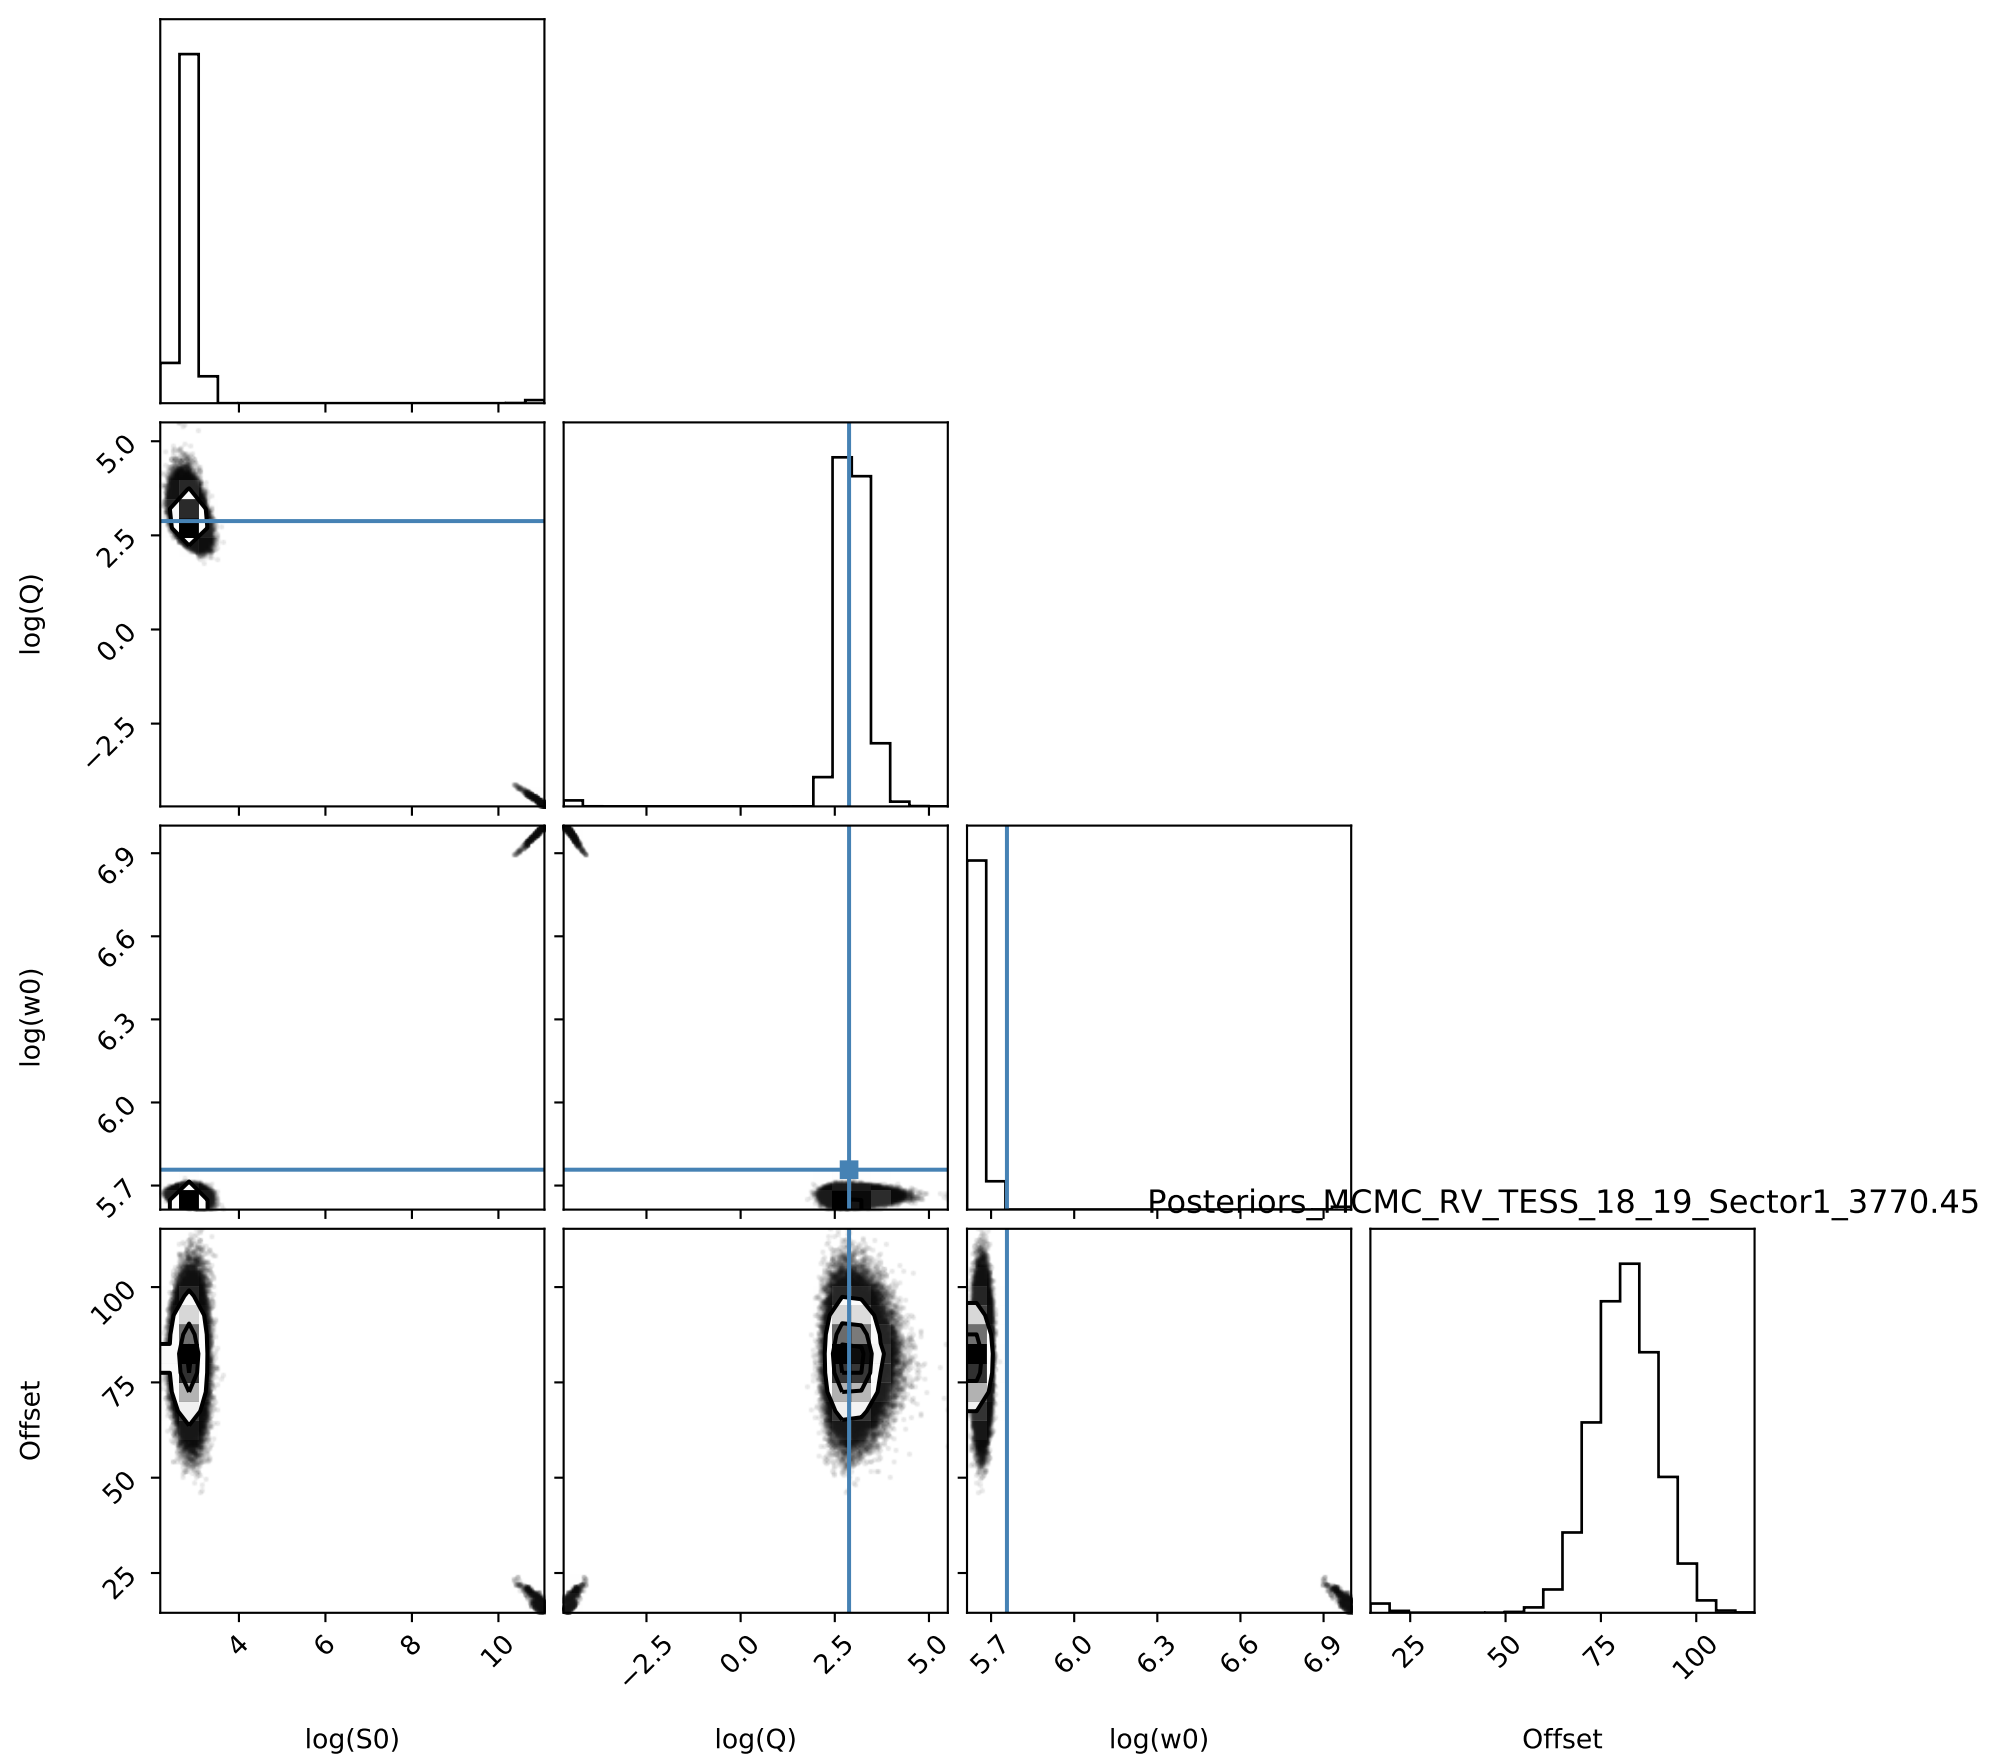 5.0
2.5
0.0
−2.5
log(Q)
6.9
6.6
6.3
6.0
5.7
log(w0)
Posteriors_MCMC_RV_TESS_18_19_Sector1_3770.45
100
75
50
25
Offset
4 6 8 10
−2.5 0.0 2.5 5.0
5.7 6.0 6.3 6.6 6.9
25 50 75 100
log(S0) log(Q) log(w0) Offset